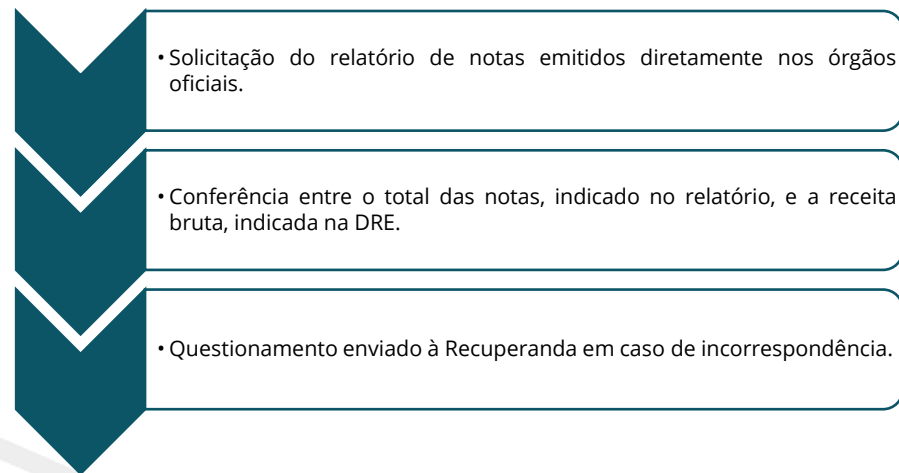 • Solicitação do relatório de notas emitidos diretamente nos órgãos
oficiais.
• Conferência entre o total das notas, indicado no relatório, e a receita
bruta, indicada na DRE.
• Questionamento enviado à Recuperanda em caso de incorrespondência.